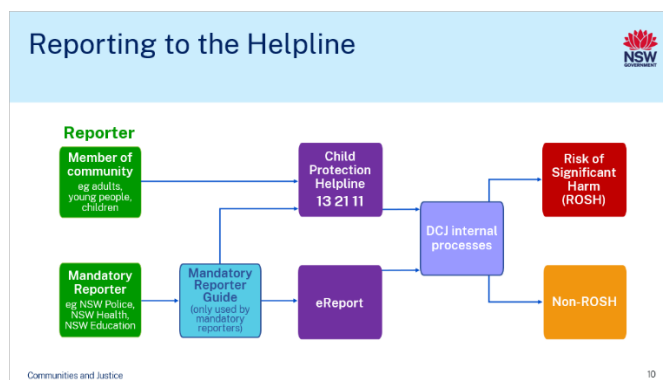 Reporting to the Helpline
NSW
GOVERNMENT
Reporter
Member of
community
eg adults,
young people,
children
Child
Protection
Helpline
13 21 11
Risk of
Significant
Harm
(ROSH)
DCJ internal
processes
Mandatory
Reporter
eg NSW Police,
NSW Health,
NSW Education
Mandatory
Reporter
Guide
(only used by
mandatory
reporters)
eReport
Non-ROSH
Communities and Justice
10